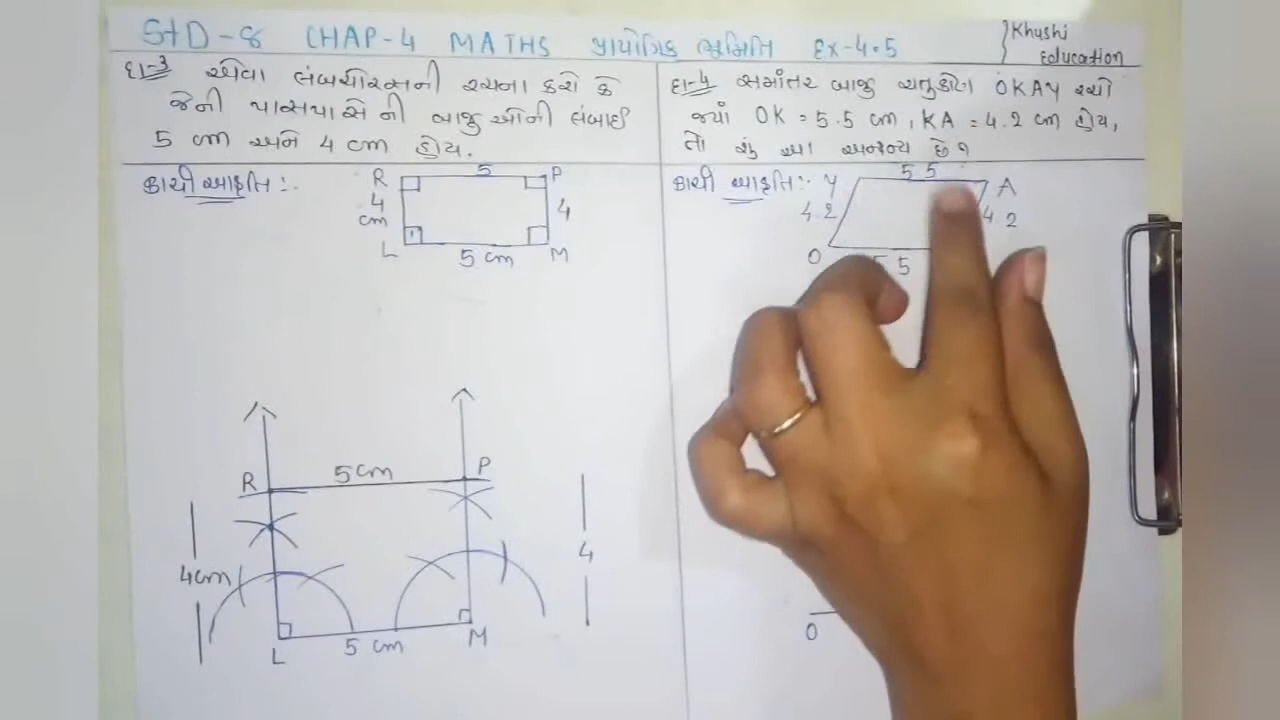 STD-8 CHAP-4 MATHS પ્રાયોગિક ભૂમિતિ Ex-4.5
Khushi
Education
દા-3 એવા લંબચોરસની રચના કરો કે
જેની પાસપાસે ની બાજુ ઓની લંબાઈ
5 cm અને 4 cm હોય.
કાચી આકૃતિ :-
R 5 P
4 cm 4
L 5 cm M
R 5cm P
4cm 4
L 5 cm M
દા-4 સમાંતર બાજુ ચતુષ્કોણ OKAY રચો
જ્યાં OK = 5.5 cm, KA = 4.2 cm હોય,
તો શું આ અનન્ય છે?
કાચી આકૃતિ :-
Y 5 5 A
4.2 4 2
O 5 5
O